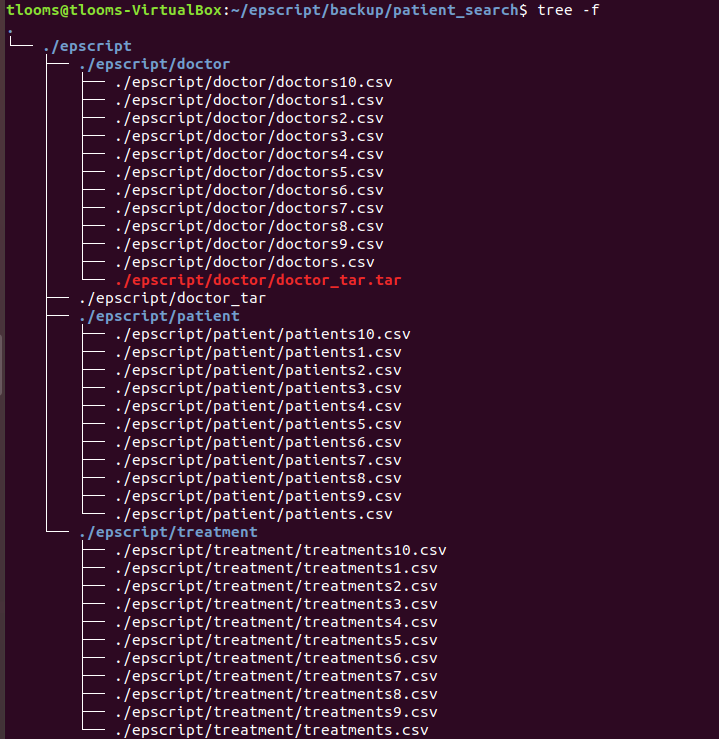 tlooms@tlooms-VirtualBox:~/epscript/backup/patient_search$ tree -f
.
└── ./epscript
    ├── ./epscript/doctor
    │   ├── ./epscript/doctor/doctors10.csv
    │   ├── ./epscript/doctor/doctors1.csv
    │   ├── ./epscript/doctor/doctors2.csv
    │   ├── ./epscript/doctor/doctors3.csv
    │   ├── ./epscript/doctor/doctors4.csv
    │   ├── ./epscript/doctor/doctors5.csv
    │   ├── ./epscript/doctor/doctors6.csv
    │   ├── ./epscript/doctor/doctors7.csv
    │   ├── ./epscript/doctor/doctors8.csv
    │   ├── ./epscript/doctor/doctors9.csv
    │   ├── ./epscript/doctor/doctors.csv
    │   └── ./epscript/doctor/doctor_tar.tar
    ├── ./epscript/doctor_tar
    ├── ./epscript/patient
    │   ├── ./epscript/patient/patients10.csv
    │   ├── ./epscript/patient/patients1.csv
    │   ├── ./epscript/patient/patients2.csv
    │   ├── ./epscript/patient/patients3.csv
    │   ├── ./epscript/patient/patients4.csv
    │   ├── ./epscript/patient/patients5.csv
    │   ├── ./epscript/patient/patients6.csv
    │   ├── ./epscript/patient/patients7.csv
    │   ├── ./epscript/patient/patients8.csv
    │   ├── ./epscript/patient/patients9.csv
    │   └── ./epscript/patient/patients.csv
    └── ./epscript/treatment
        ├── ./epscript/treatment/treatments10.csv
        ├── ./epscript/treatment/treatments1.csv
        ├── ./epscript/treatment/treatments2.csv
        ├── ./epscript/treatment/treatments3.csv
        ├── ./epscript/treatment/treatments4.csv
        ├── ./epscript/treatment/treatments5.csv
        ├── ./epscript/treatment/treatments6.csv
        ├── ./epscript/treatment/treatments7.csv
        ├── ./epscript/treatment/treatments8.csv
        ├── ./epscript/treatment/treatments9.csv
        └── ./epscript/treatment/treatments.csv